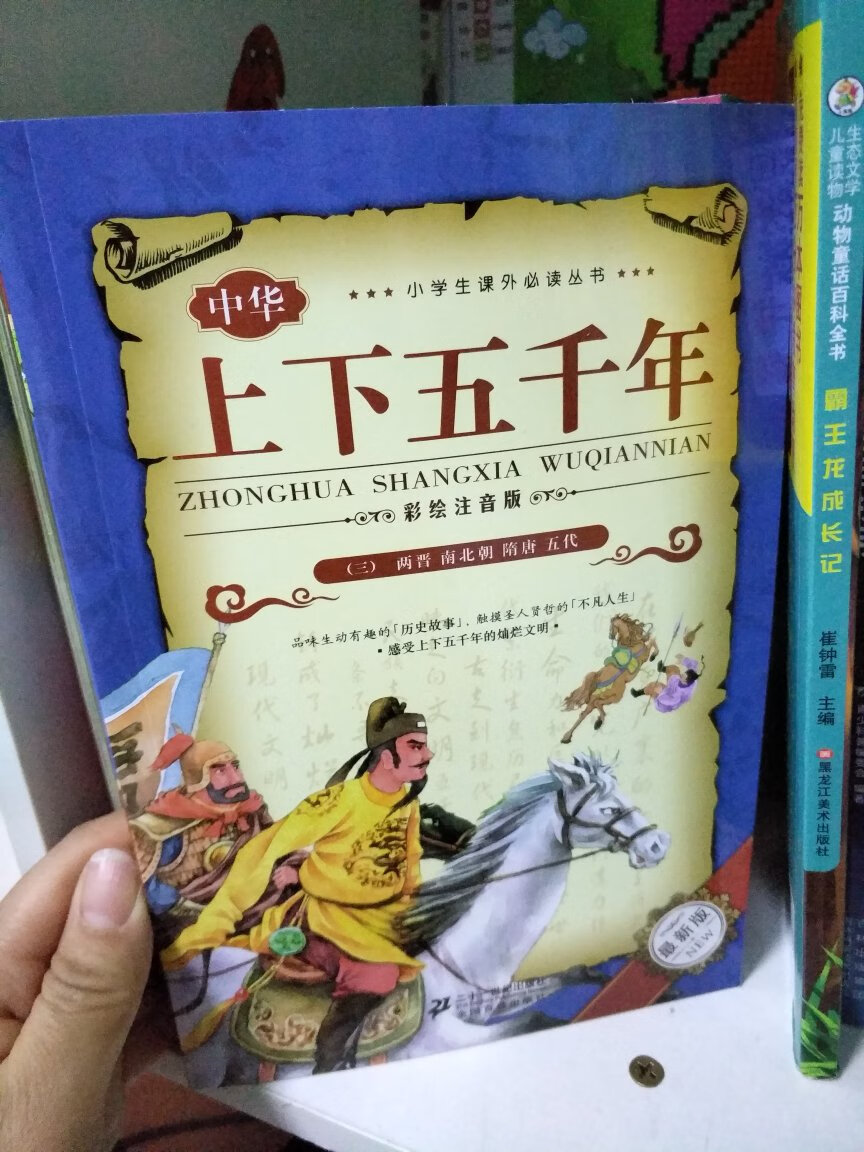 中华
小学生课外必读丛书
上下五千年
ZHONGHUA SHANGXIA WUQIANNIAN
彩绘注音版
（三） 两晋 南北朝 隋唐 五代
品味生动有趣的「历史故事」，触摸圣人贤哲的「不凡人生」
感受上下五千年的灿烂文明
最新版
NEW
生态文学
儿童读物
动物童话百科全书
霸王龙成长记
崔钟雷 主编
黑龙江美术出版社